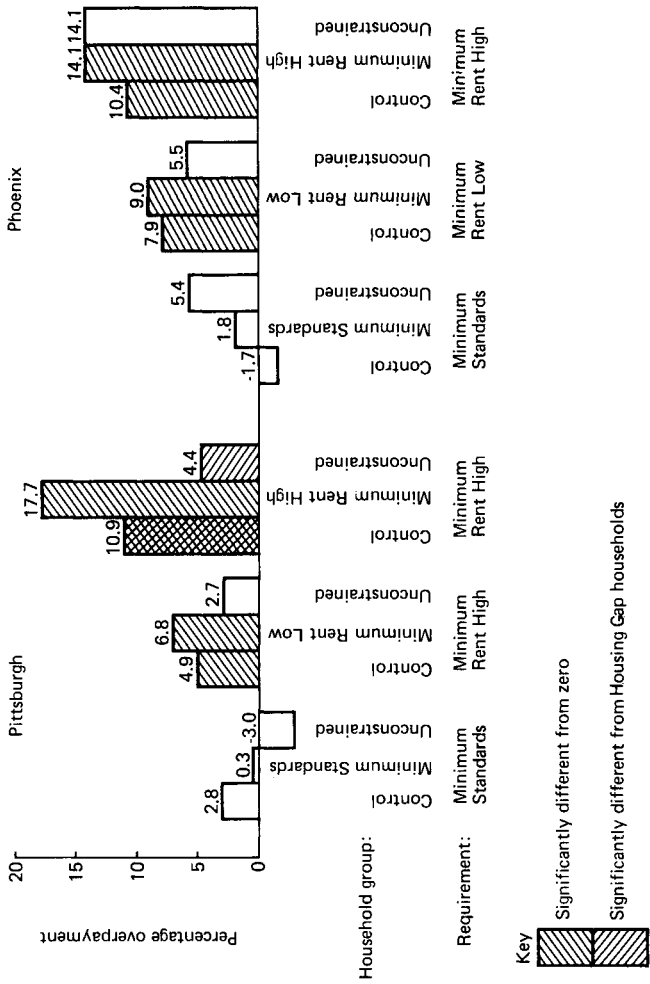 Pittsburgh
Phoenix
Percentage overpayment
20
15
10
5
0
2.8
0.3
-3.0
4.9
6.8
2.7
10.9
17.7
4.4
-1.7
1.8
5.4
7.9
9.0
5.5
10.4
14.1
14.1
Household group:
Control
Minimum Standards
Unconstrained
Control
Minimum Rent Low
Unconstrained
Control
Minimum Rent High
Unconstrained
Control
Minimum Standards
Unconstrained
Control
Minimum Rent Low
Unconstrained
Control
Minimum Rent High
Unconstrained
Requirement:
Minimum
Standards
Minimum
Rent High
Minimum
Rent High
Minimum
Standards
Minimum
Rent Low
Minimum
Rent High
Key
Significantly different from zero
Significantly different from Housing Gap households